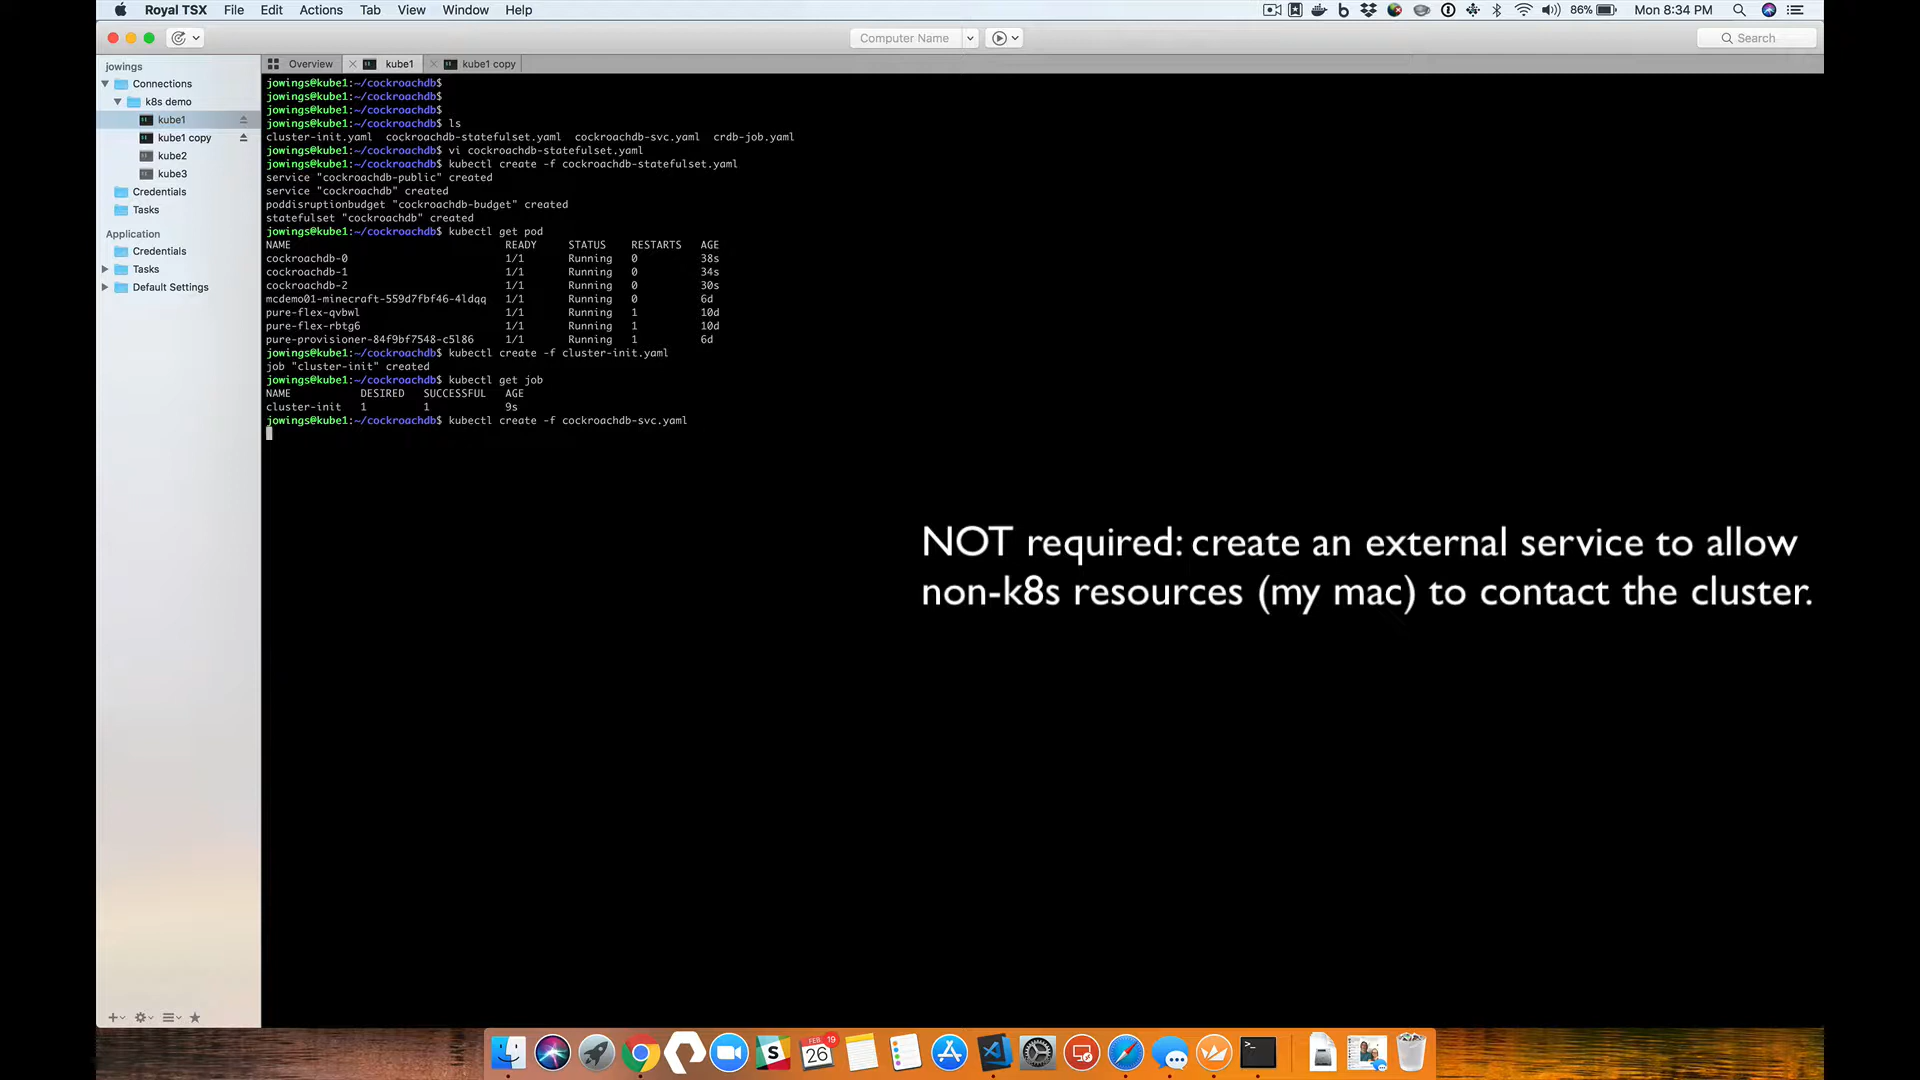 Royal TSX File Edit Actions Tab View Window Help
86% Mon 8:34 PM
Computer Name
Search
jowings
Connections
k8s demo
kube1
kube1 copy
kube2
kube3
Credentials
Tasks
Application
Credentials
Tasks
Default Settings
Overview kube1 kube1 copy
jowings@kube1:~/cockroachdb$
jowings@kube1:~/cockroachdb$
jowings@kube1:~/cockroachdb$
jowings@kube1:~/cockroachdb$ ls
cluster-init.yaml cockroachdb-statefulset.yaml cockroachdb-svc.yaml crdb-job.yaml
jowings@kube1:~/cockroachdb$ vi cockroachdb-statefulset.yaml
jowings@kube1:~/cockroachdb$ kubectl create -f cockroachdb-statefulset.yaml
service "cockroachdb-public" created
service "cockroachdb" created
poddisruptionbudget "cockroachdb-budget" created
statefulset "cockroachdb" created
jowings@kube1:~/cockroachdb$ kubectl get pod
NAME READY STATUS RESTARTS AGE
cockroachdb-0 1/1 Running 0 38s
cockroachdb-1 1/1 Running 0 34s
cockroachdb-2 1/1 Running 0 30s
mcdemo01-minecraft-559d7fbf46-4ldqq 1/1 Running 0 6d
pure-flex-qvbwl 1/1 Running 1 10d
pure-flex-rbtg6 1/1 Running 1 10d
pure-provisioner-84f9bf7548-c5l86 1/1 Running 1 6d
jowings@kube1:~/cockroachdb$ kubectl create -f cluster-init.yaml
job "cluster-init" created
jowings@kube1:~/cockroachdb$ kubectl get job
NAME DESIRED SUCCESSFUL AGE
cluster-init 1 1 9s
jowings@kube1:~/cockroachdb$ kubectl create -f cockroachdb-svc.yaml
NOT required: create an external service to allow
non-k8s resources (my mac) to contact the cluster.
FEB 19
26